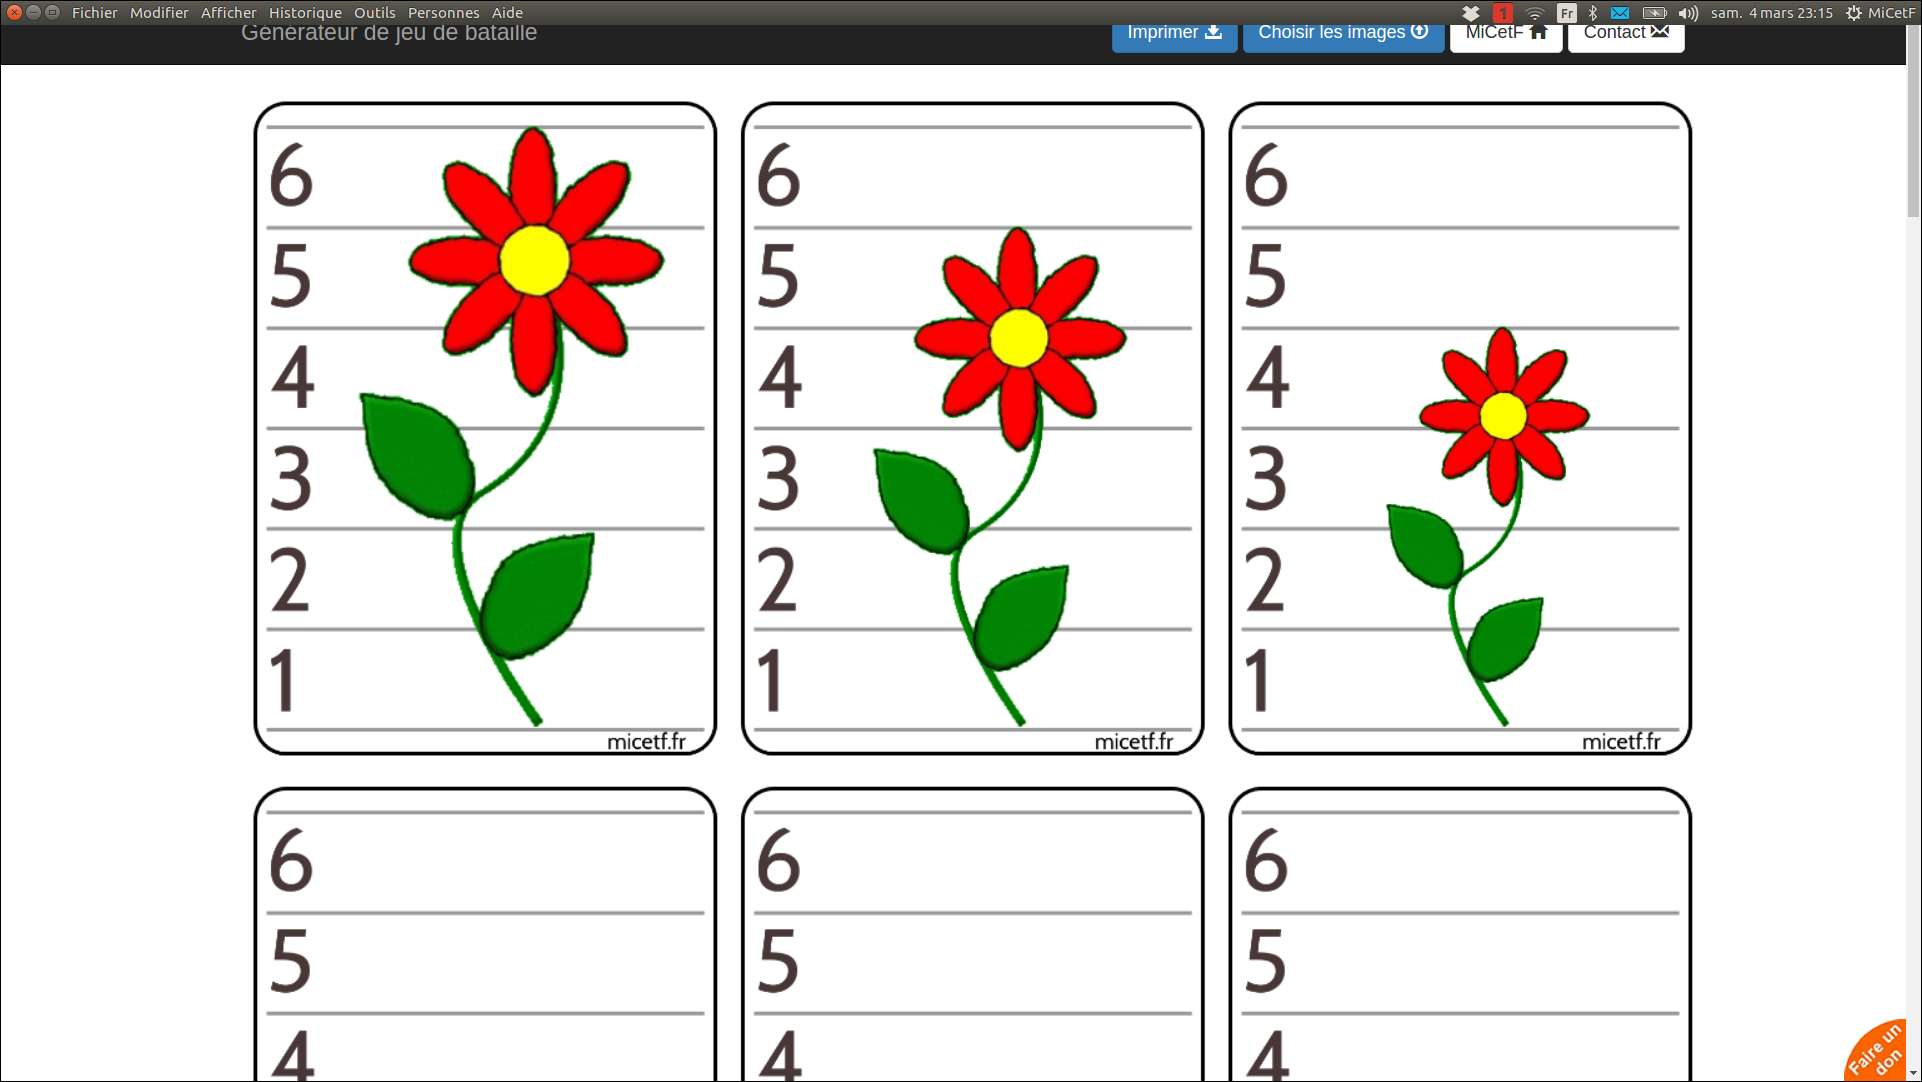 Fichier Modifier Afficher Historique Outils Personnes Aide
1 Fr sam. 4 mars 23:15 MiCetF
Générateur de jeu de bataille
Imprimer Choisir les images MiCetF Contact
6 6 6
5 5 5
4 4 4
3 3 3
2 2 2
1 1 1
micetf.fr micetf.fr micetf.fr
6 6 6
5 5 5
4 4 4
Faire un
don